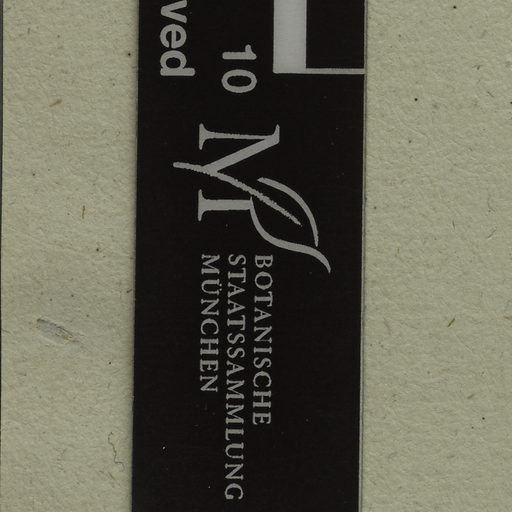 10
ved
BOTANISCHE
STAATSSAMMLUNG
MÜNCHEN